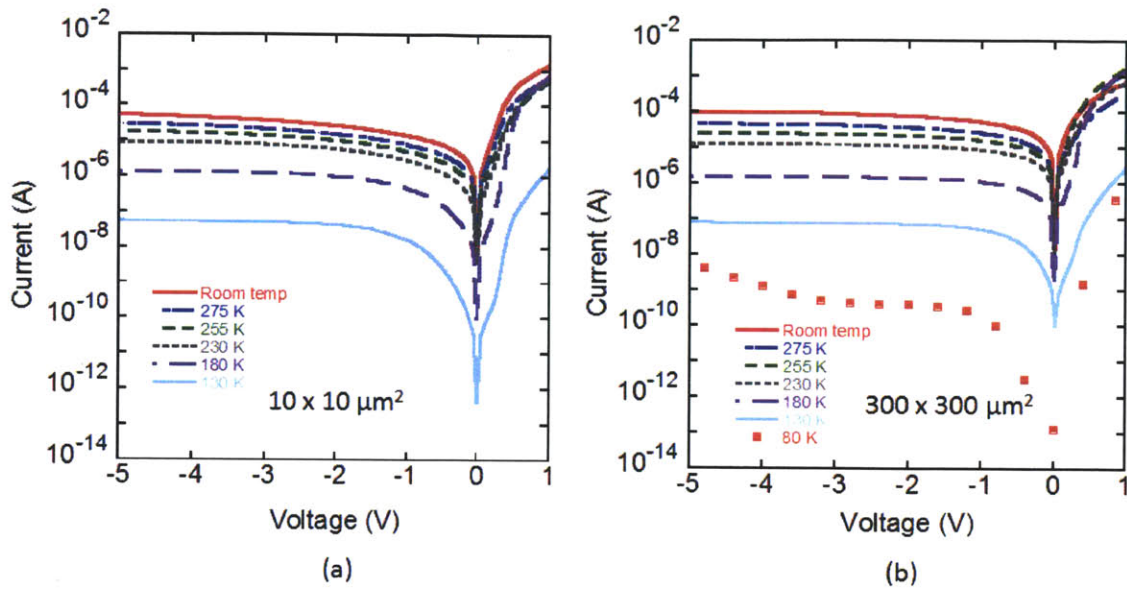 10⁻²
10⁻⁴
10⁻⁶
10⁻⁸
10⁻¹⁰
10⁻¹²
10⁻¹⁴
Current (A)
Room temp
275 K
255 K
230 K
180 K
130 K
10 x 10 μm²
-5 -4 -3 -2 -1 0 1
Voltage (V)
(a)
10⁻²
10⁻⁴
10⁻⁶
10⁻⁸
10⁻¹⁰
10⁻¹²
10⁻¹⁴
Current (A)
Room temp
275 K
255 K
230 K
180 K
130 K
80 K
300 x 300 μm²
-5 -4 -3 -2 -1 0 1
Voltage (V)
(b)